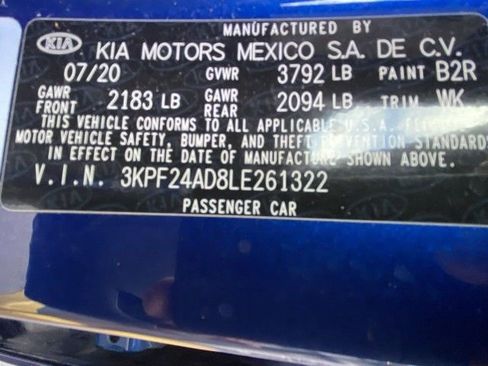 MANUFACTURED BY
KIA KIA MOTORS MEXICO S.A. DE C.V.
07/20 GVWR 3792 LB PAINT B2R
GAWR FRONT 2183 LB GAWR REAR 2094 LB TRIM WK
THIS VEHICLE CONFORMS TO ALL APPLICABLE U.S.A. FEDERAL
MOTOR VEHICLE SAFETY, BUMPER, AND THEFT PREVENTION STANDARDS
IN EFFECT ON THE DATE OF MANUFACTURE SHOWN ABOVE.
V.I.N. 3KPF24AD8LE261322
PASSENGER CAR